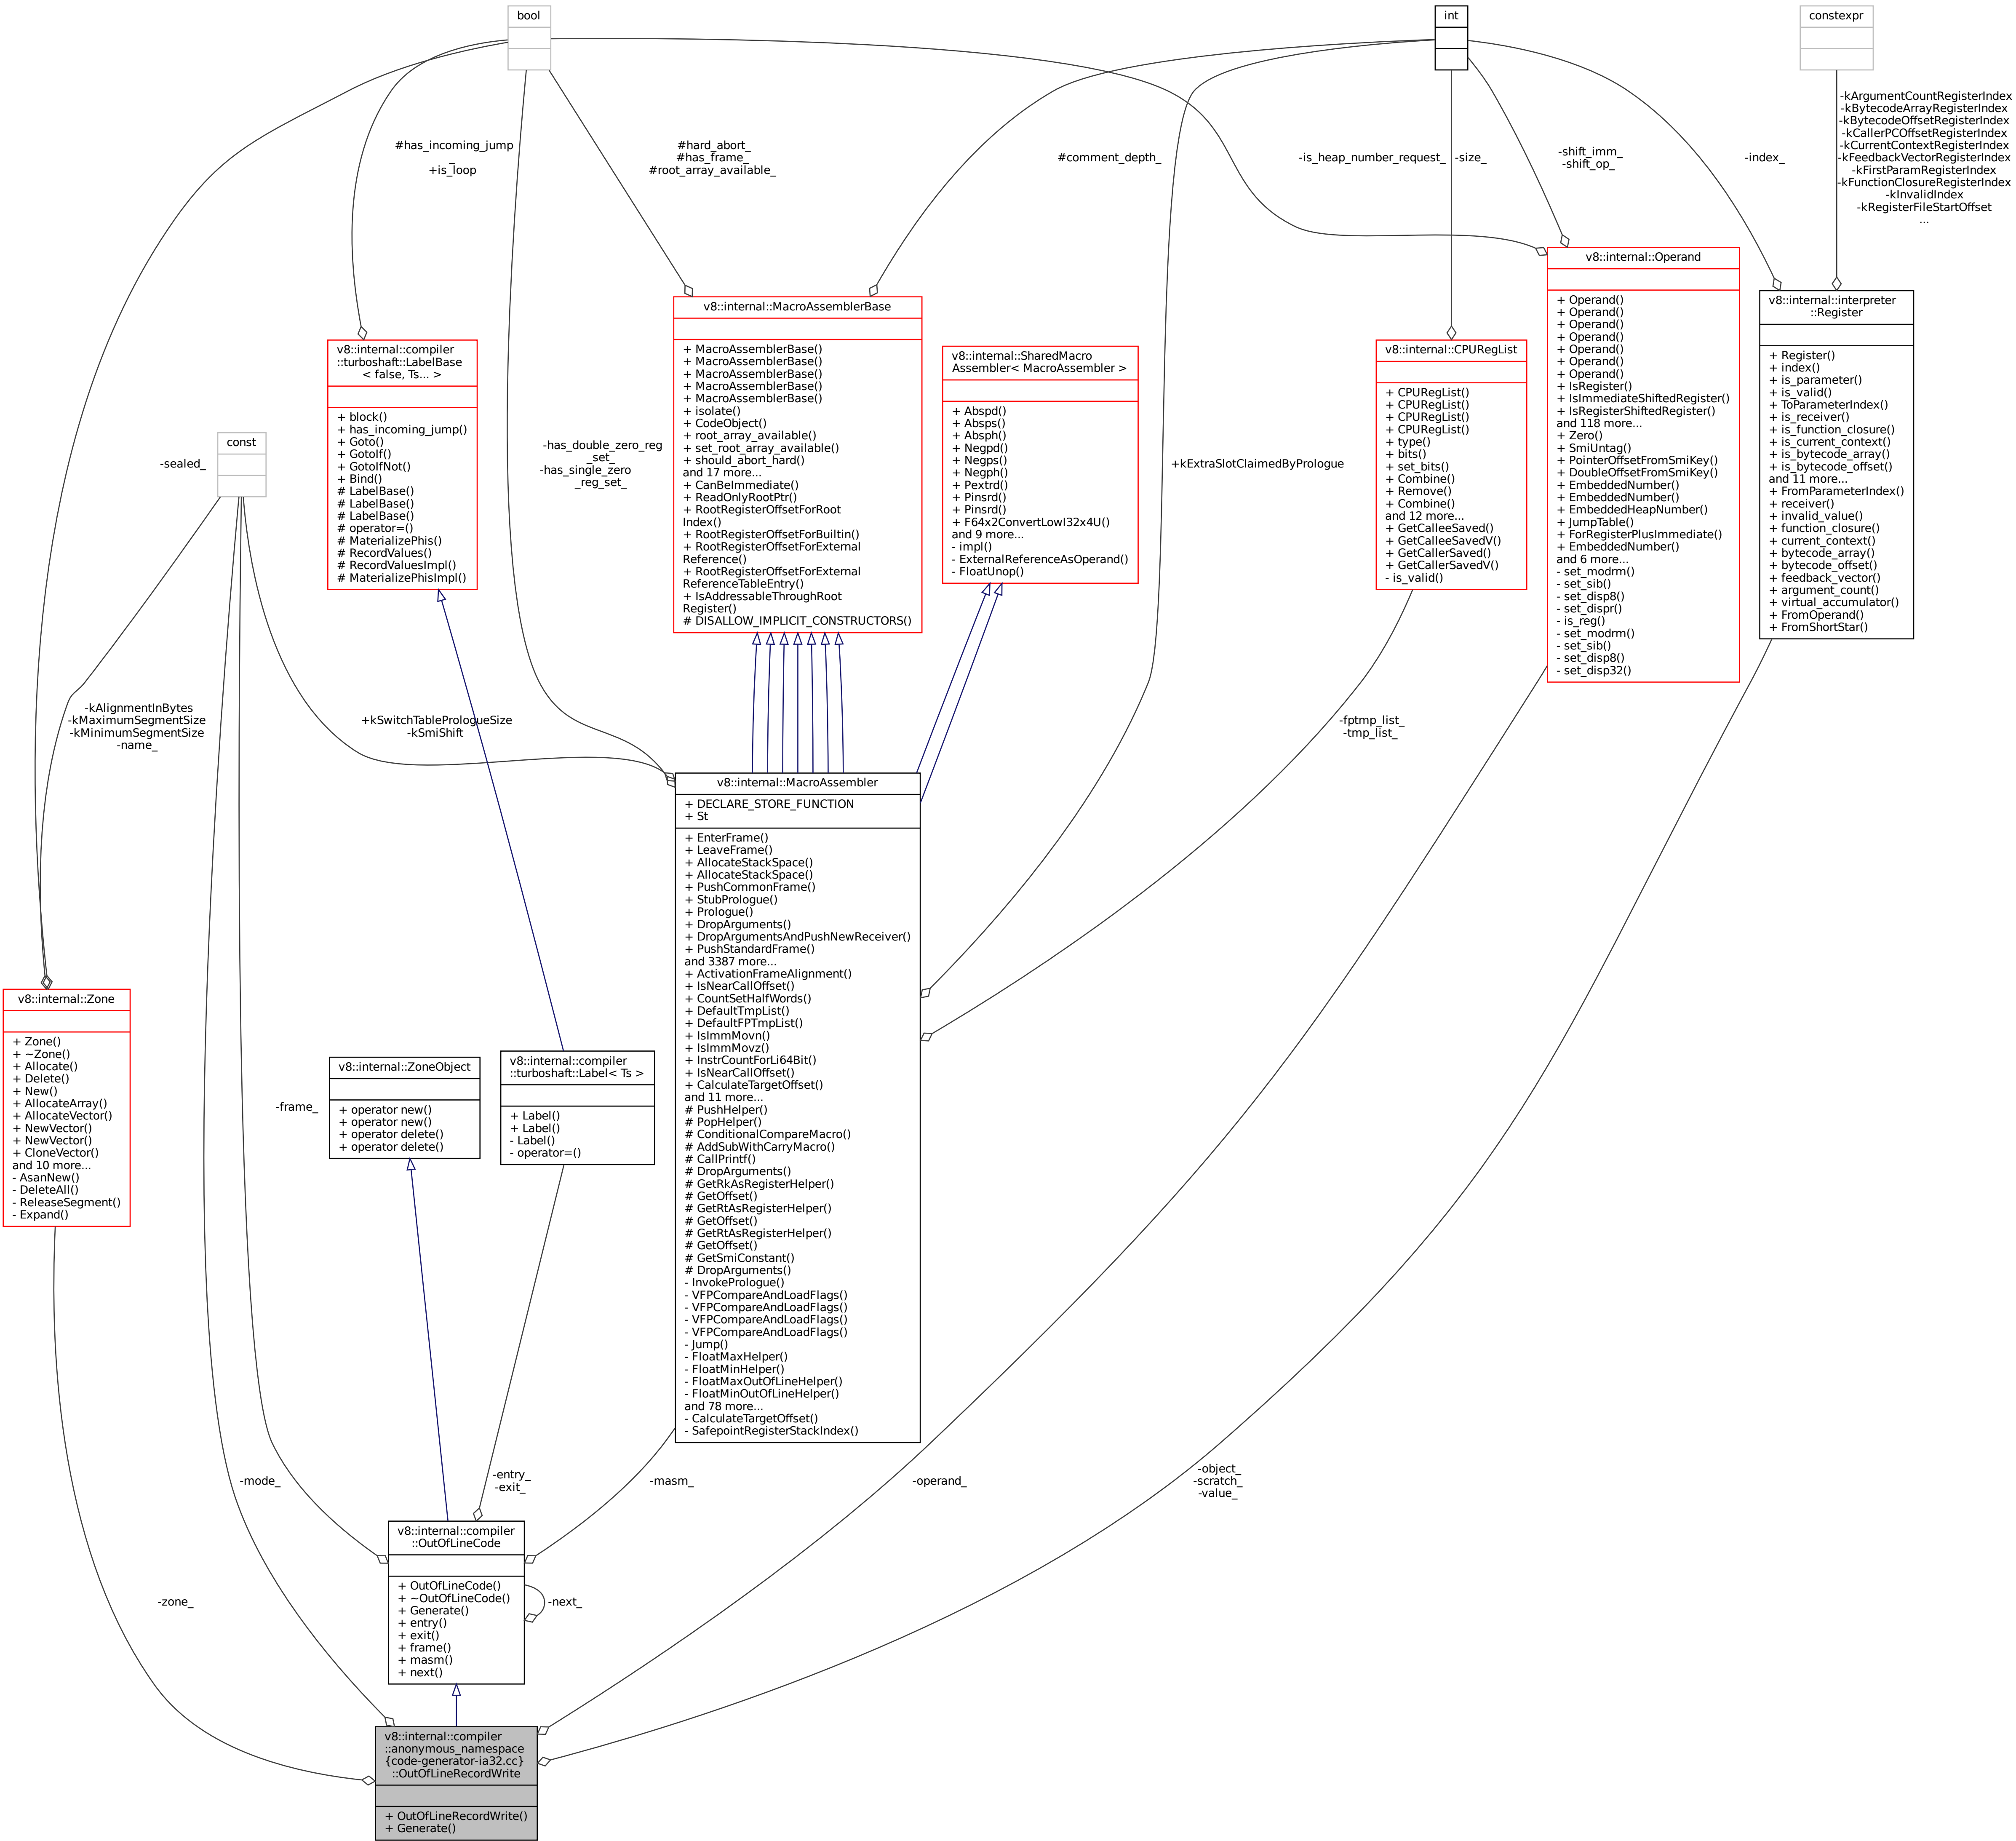 bool
int
constexpr
-kArgumentCountRegisterIndex
-kBytecodeArrayRegisterIndex
-kBytecodeOffsetRegisterIndex
-kCallerPCOffsetRegisterIndex
-kCurrentContextRegisterIndex
-kFeedbackVectorRegisterIndex
-kFirstParamRegisterIndex
-kFunctionClosureRegisterIndex
-kInvalidIndex
-kRegisterFileStartOffset
...
#has_incoming_jump
_
+is_loop
#hard_abort_
#has_frame_
#root_array_available_
#comment_depth_
-is_heap_number_request_
-size_
-shift_imm_
-shift_op_
-index_
v8::internal::compiler
::turboshaft::LabelBase
< false, Ts... >
+ block()
+ has_incoming_jump()
+ Goto()
+ GotoIf()
+ GotoIfNot()
+ Bind()
# LabelBase()
# LabelBase()
# LabelBase()
# operator=()
# MaterializePhis()
# RecordValues()
# RecordValuesImpl()
# MaterializePhisImpl()
v8::internal::MacroAssemblerBase
+ MacroAssemblerBase()
+ MacroAssemblerBase()
+ MacroAssemblerBase()
+ MacroAssemblerBase()
+ MacroAssemblerBase()
+ isolate()
+ CodeObject()
+ root_array_available()
+ set_root_array_available()
+ should_abort_hard()
and 17 more...
+ CanBeImmediate()
+ ReadOnlyRootPtr()
+ RootRegisterOffsetForRoot
Index()
+ RootRegisterOffsetForBuiltin()
+ RootRegisterOffsetForExternal
Reference()
+ RootRegisterOffsetForExternal
ReferenceTableEntry()
+ IsAddressableThroughRoot
Register()
# DISALLOW_IMPLICIT_CONSTRUCTORS()
v8::internal::SharedMacro
Assembler< MacroAssembler >
+ Abspd()
+ Absps()
+ Absph()
+ Negpd()
+ Negps()
+ Negph()
+ Pextrd()
+ Pinsrd()
+ Pinsrd()
+ F64x2ConvertLowI32x4U()
and 9 more...
- impl()
- ExternalReferenceAsOperand()
- FloatUnop()
v8::internal::CPURegList
+ CPURegList()
+ CPURegList()
+ CPURegList()
+ CPURegList()
+ type()
+ bits()
+ set_bits()
+ Combine()
+ Remove()
+ Combine()
and 12 more...
+ GetCalleeSaved()
+ GetCalleeSavedV()
+ GetCallerSaved()
+ GetCallerSavedV()
- is_valid()
v8::internal::Operand
+ Operand()
+ Operand()
+ Operand()
+ Operand()
+ Operand()
+ Operand()
+ Operand()
+ IsRegister()
+ IsImmediateShiftedRegister()
+ IsRegisterShiftedRegister()
and 118 more...
+ Zero()
+ SmiUntag()
+ PointerOffsetFromSmiKey()
+ DoubleOffsetFromSmiKey()
+ EmbeddedNumber()
+ EmbeddedNumber()
+ EmbeddedHeapNumber()
+ JumpTable()
+ ForRegisterPlusImmediate()
+ EmbeddedNumber()
and 6 more...
- set_modrm()
- set_sib()
- set_disp8()
- set_dispr()
- is_reg()
- set_modrm()
- set_sib()
- set_disp8()
- set_disp32()
v8::internal::interpreter
::Register
+ Register()
+ index()
+ is_parameter()
+ is_valid()
+ ToParameterIndex()
+ is_receiver()
+ is_function_closure()
+ is_current_context()
+ is_bytecode_array()
+ is_bytecode_offset()
and 11 more...
+ FromParameterIndex()
+ receiver()
+ invalid_value()
+ function_closure()
+ current_context()
+ bytecode_array()
+ bytecode_offset()
+ feedback_vector()
+ argument_count()
+ virtual_accumulator()
+ FromOperand()
+ FromShortStar()
const
-sealed_
-has_double_zero_reg
_set_
-has_single_zero
_reg_set_
+kExtraSlotClaimedByPrologue
-kAlignmentInBytes
-kMaximumSegmentSize
-kMinimumSegmentSize
-name_
+kSwitchTablePrologueSize
-kSmiShift
-fptmp_list_
-tmp_list_
v8::internal::MacroAssembler
+ DECLARE_STORE_FUNCTION
+ St
+ EnterFrame()
+ LeaveFrame()
+ AllocateStackSpace()
+ AllocateStackSpace()
+ PushCommonFrame()
+ StubPrologue()
+ Prologue()
+ DropArguments()
+ DropArgumentsAndPushNewReceiver()
+ PushStandardFrame()
and 3387 more...
+ ActivationFrameAlignment()
+ IsNearCallOffset()
+ CountSetHalfWords()
+ DefaultTmpList()
+ DefaultFPTmpList()
+ IsImmMovn()
+ IsImmMovz()
+ InstrCountForLi64Bit()
+ IsNearCallOffset()
+ CalculateTargetOffset()
and 11 more...
# PushHelper()
# PopHelper()
# ConditionalCompareMacro()
# AddSubWithCarryMacro()
# CallPrintf()
# DropArguments()
# GetRkAsRegisterHelper()
# GetOffset()
# GetRtAsRegisterHelper()
# GetOffset()
# GetRtAsRegisterHelper()
# GetOffset()
# GetSmiConstant()
# DropArguments()
- InvokePrologue()
- VFPCompareAndLoadFlags()
- VFPCompareAndLoadFlags()
- VFPCompareAndLoadFlags()
- VFPCompareAndLoadFlags()
- Jump()
- FloatMaxHelper()
- FloatMinHelper()
- FloatMaxOutOfLineHelper()
- FloatMinOutOfLineHelper()
and 78 more...
- CalculateTargetOffset()
- SafepointRegisterStackIndex()
v8::internal::Zone
+ Zone()
+ ~Zone()
+ Allocate()
+ Delete()
+ New()
+ AllocateArray()
+ AllocateVector()
+ NewVector()
+ NewVector()
+ CloneVector()
and 10 more...
- AsanNew()
- DeleteAll()
- ReleaseSegment()
- Expand()
-frame_
v8::internal::ZoneObject
+ operator new()
+ operator new()
+ operator delete()
+ operator delete()
v8::internal::compiler
::turboshaft::Label< Ts >
+ Label()
+ Label()
- Label()
- operator=()
-mode_
-entry_
-exit_
-masm_
-operand_
-object_
-scratch_
-value_
v8::internal::compiler
::OutOfLineCode
+ OutOfLineCode()
+ ~OutOfLineCode()
+ Generate()
+ entry()
+ exit()
+ frame()
+ masm()
+ next()
-next_
-zone_
v8::internal::compiler
::anonymous_namespace
{code-generator-ia32.cc}
::OutOfLineRecordWrite
+ OutOfLineRecordWrite()
+ Generate()